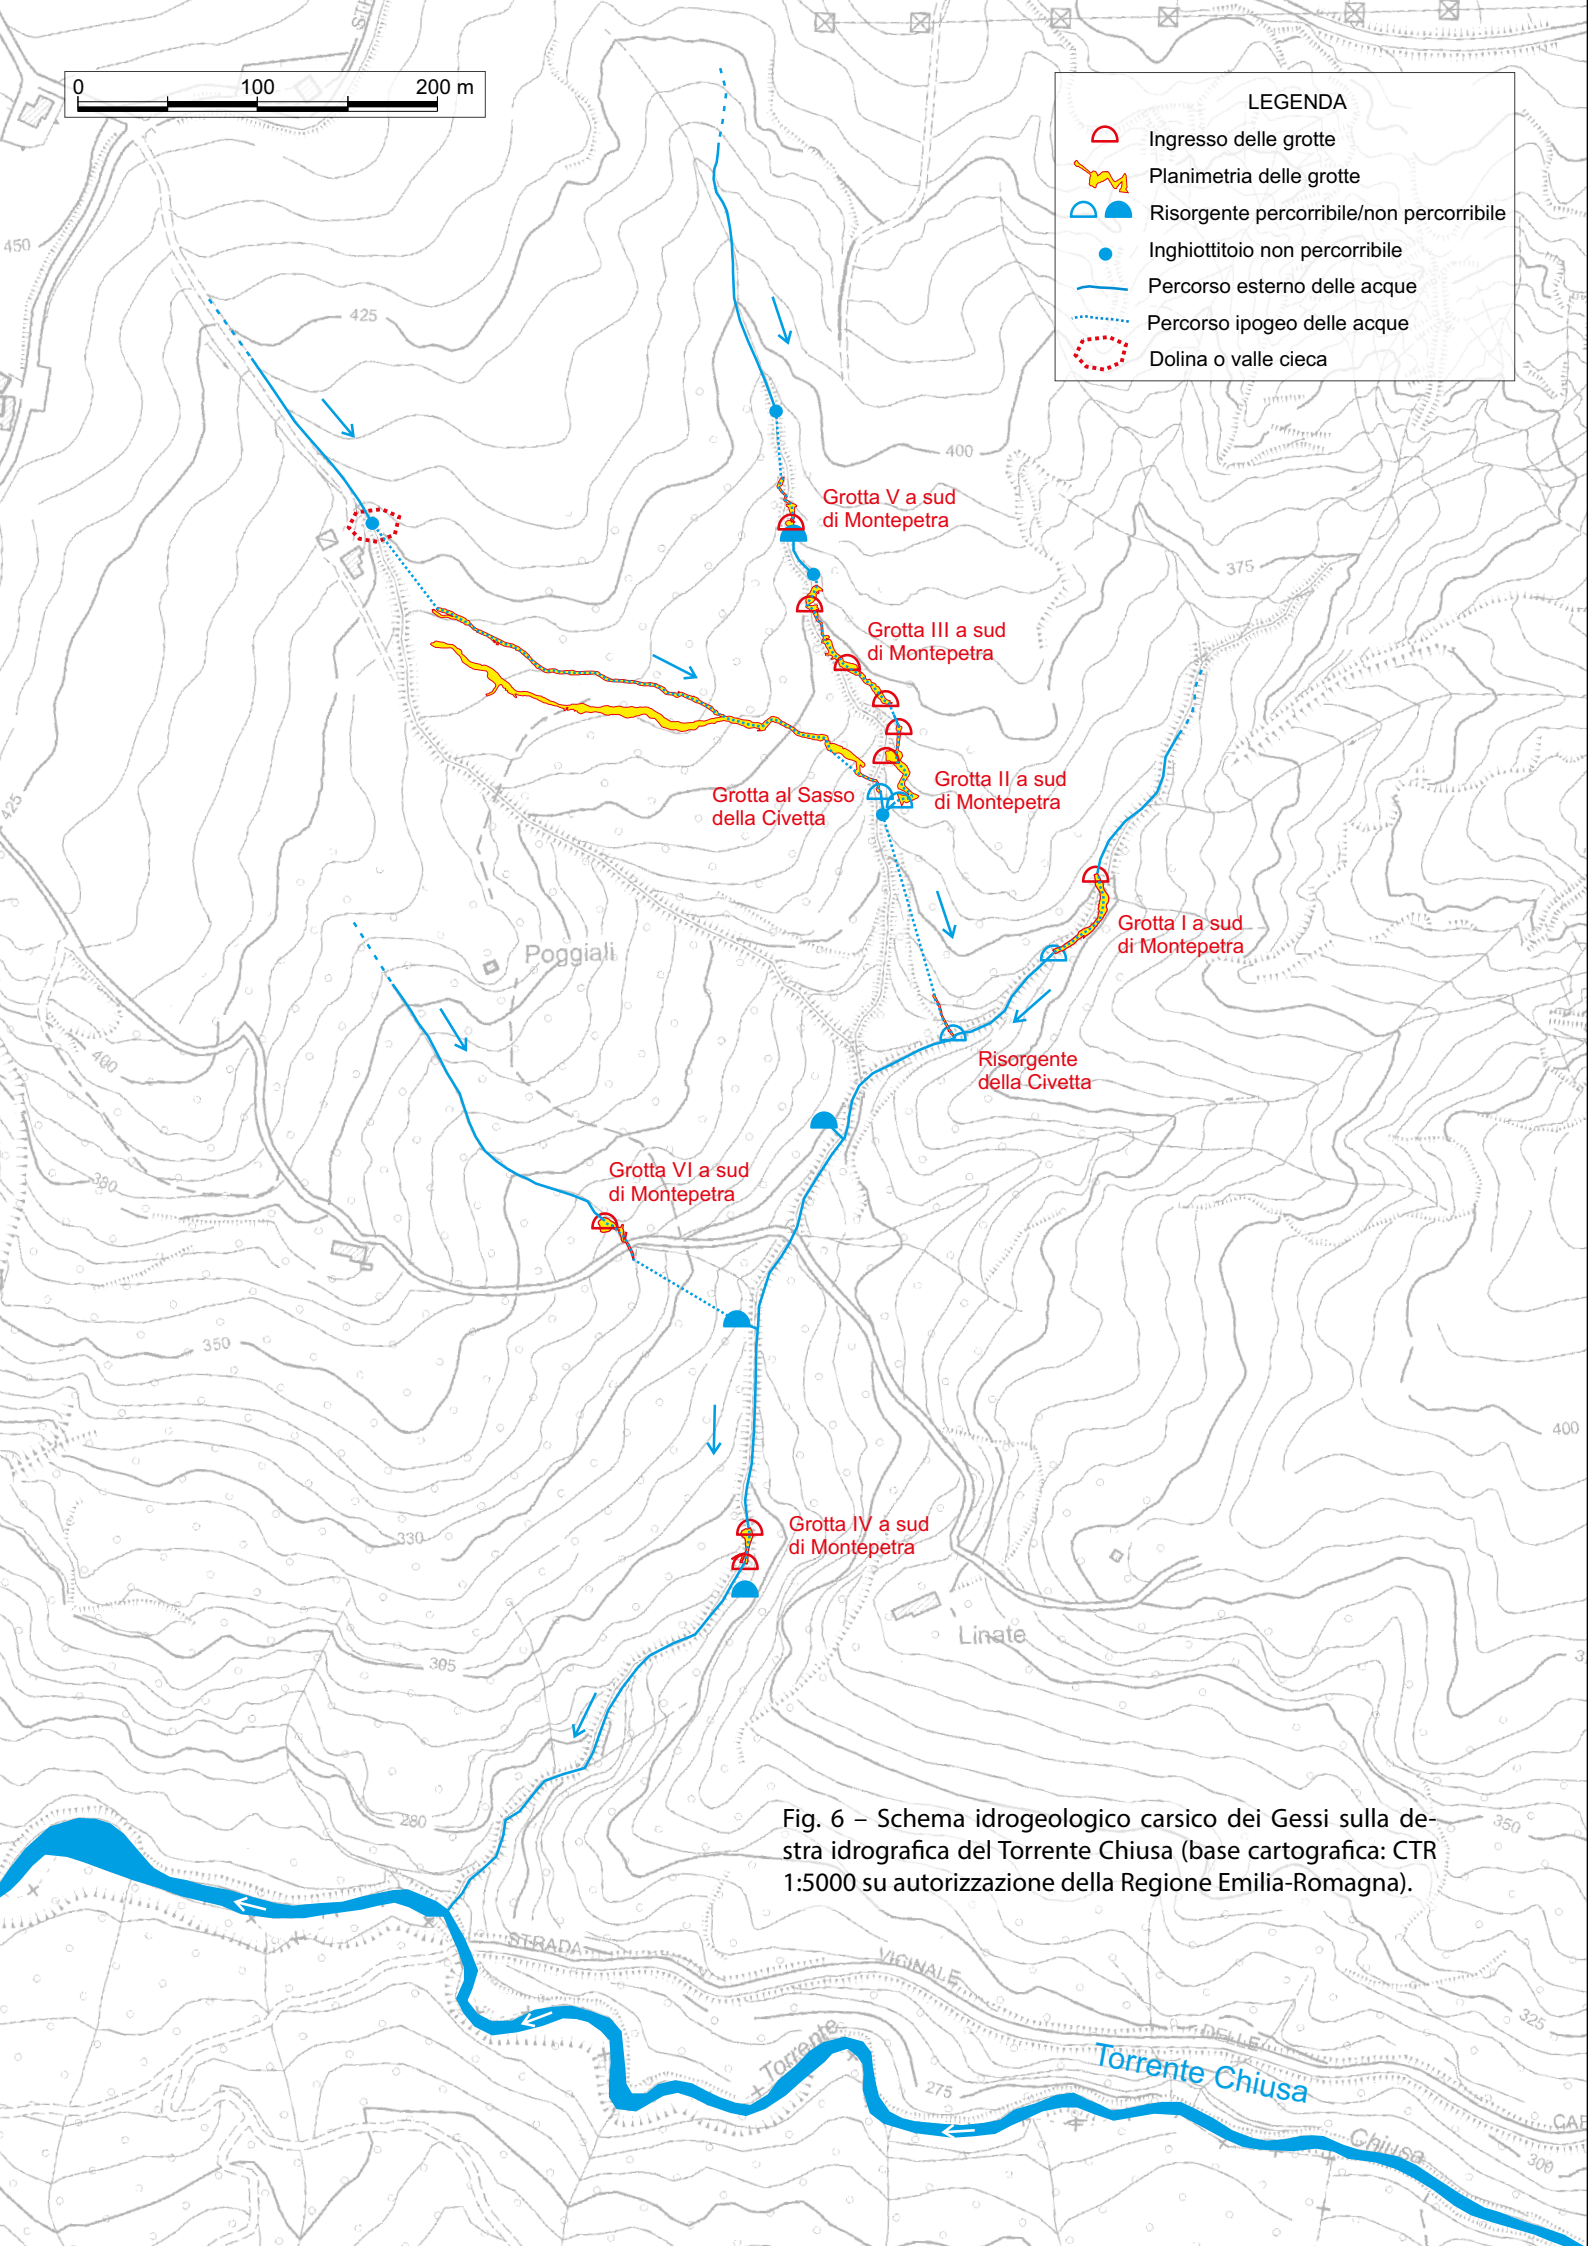 0 100 200 m
LEGENDA
Ingresso delle grotte
Planimetria delle grotte
Risorgente percorribile/non percorribile
Inghiottitoio non percorribile
Percorso esterno delle acque
Percorso ipogeo delle acque
Dolina o valle cieca
450
425
400
Grotta V a sud
di Montepetra
375
Grotta III a sud
di Montepetra
Grotta II a sud
di Montepetra
Grotta al Sasso
della Civetta
425
Grotta I a sud
di Montepetra
Poggiali
Risorgente
della Civetta
400
380
Grotta VI a sud
di Montepetra
350
400
Grotta IV a sud
di Montepetra
330
Linate
305
280
Fig. 6 – Schema idrogeologico carsico dei Gessi sulla de-
stra idrografica del Torrente Chiusa (base cartografica: CTR
1:5000 su autorizzazione della Regione Emilia-Romagna).
350
STRADA
VICINALE
DELLE
325
Torrente
Torrente Chiusa
275
Chiusa
300